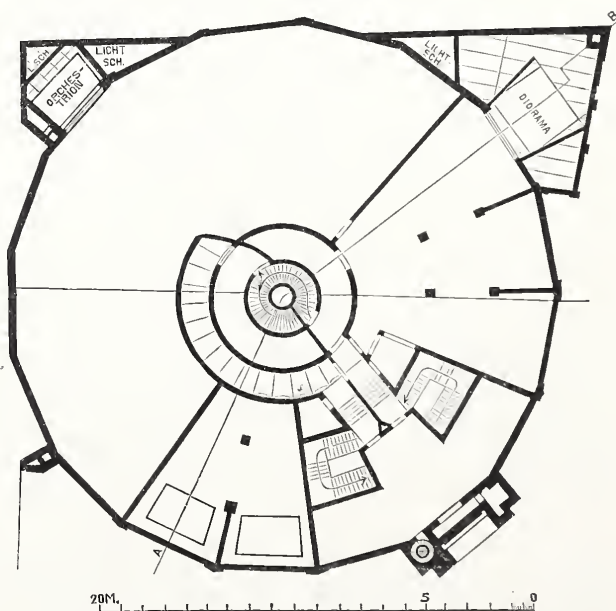 B
L.SCH.
LICHT
SCH.
ORCHES-
TRION
LICHT.
SCH.
DIORAMA
A
20M.
5
0